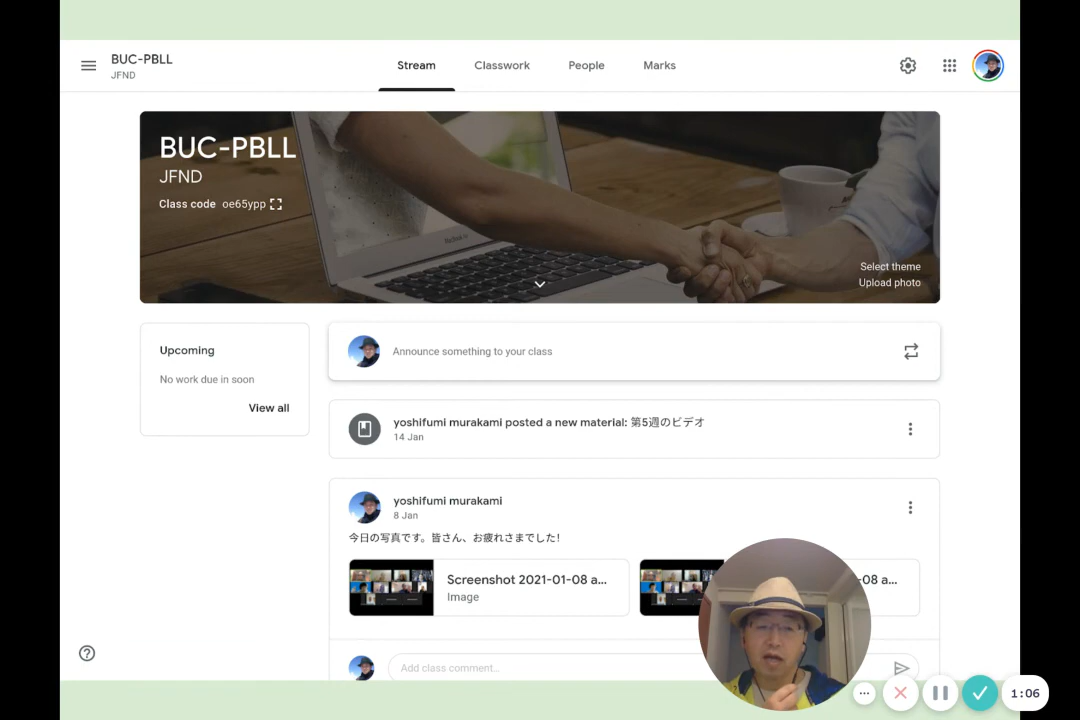 BUC-PBLL
JFND
Stream
Classwork
People
Marks
BUC-PBLL
JFND
Class code oe65ypp
Select theme
Upload photo
Upcoming
No work due in soon
View all
Announce something to your class
yoshifumi murakami posted a new material: 第5週のビデオ
14 Jan
yoshifumi murakami
8 Jan
今日の写真です。皆さん、お疲れさまでした!
Screenshot 2021-01-08 a...
Image
-08 a...
Add class comment...
1:06